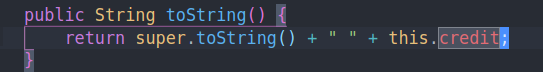 public String toString() {
return super.toString() + " " + this.credit;
}